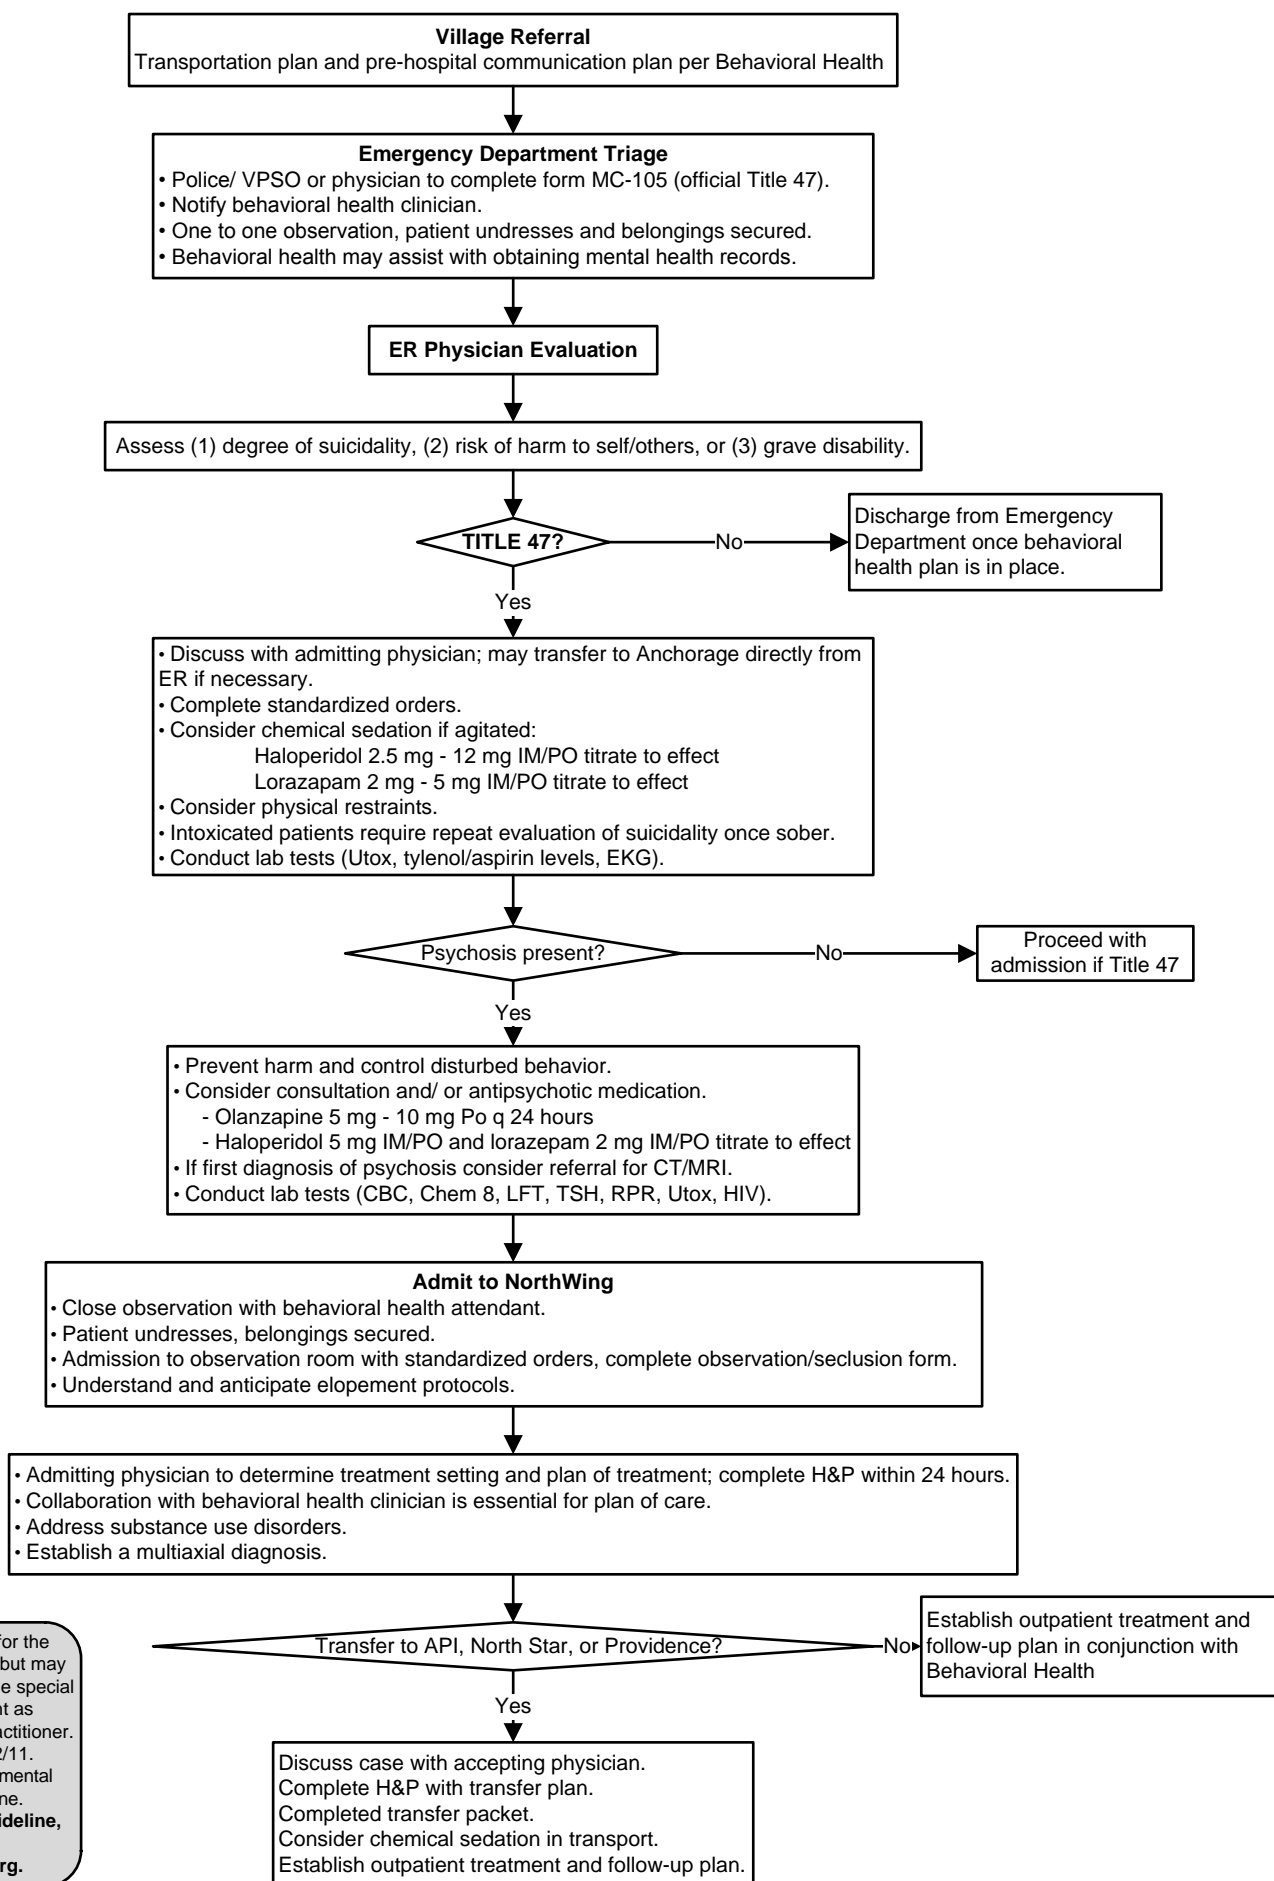 Village Referral
Transportation plan and pre-hospital communication plan per Behavioral Health
Emergency Department Triage
• Police/ VPSO or physician to complete form MC-105 (official Title 47).
• Notify behavioral health clinician.
• One to one observation, patient undresses and belongings secured.
• Behavioral health may assist with obtaining mental health records.
ER Physician Evaluation
Assess (1) degree of suicidality, (2) risk of harm to self/others, or (3) grave disability.
TITLE 47?
No
Discharge from Emergency
Department once behavioral
health plan is in place.
Yes
• Discuss with admitting physician; may transfer to Anchorage directly from
ER if necessary.
• Complete standardized orders.
• Consider chemical sedation if agitated:
Haloperidol 2.5 mg - 12 mg IM/PO titrate to effect
Lorazapam 2 mg - 5 mg IM/PO titrate to effect
• Consider physical restraints.
• Intoxicated patients require repeat evaluation of suicidality once sober.
• Conduct lab tests (Utox, tylenol/aspirin levels, EKG).
Psychosis present?
No
Proceed with
admission if Title 47
Yes
• Prevent harm and control disturbed behavior.
• Consider consultation and/ or antipsychotic medication.
- Olanzapine 5 mg - 10 mg Po q 24 hours
- Haloperidol 5 mg IM/PO and lorazepam 2 mg IM/PO titrate to effect
• If first diagnosis of psychosis consider referral for CT/MRI.
• Conduct lab tests (CBC, Chem 8, LFT, TSH, RPR, Utox, HIV).
Admit to NorthWing
• Close observation with behavioral health attendant.
• Patient undresses, belongings secured.
• Admission to observation room with standardized orders, complete observation/seclusion form.
• Understand and anticipate elopement protocols.
• Admitting physician to determine treatment setting and plan of treatment; complete H&P within 24 hours.
• Collaboration with behavioral health clinician is essential for plan of care.
• Address substance use disorders.
• Establish a multiaxial diagnosis.
Transfer to API, North Star, or Providence?
No
Establish outpatient treatment and
follow-up plan in conjunction with
Behavioral Health
Yes
Discuss case with accepting physician.
Complete H&P with transfer plan.
Completed transfer packet.
Consider chemical sedation in transport.
Establish outpatient treatment and follow-up plan.
for the
but may
special
as
2/11.
mental